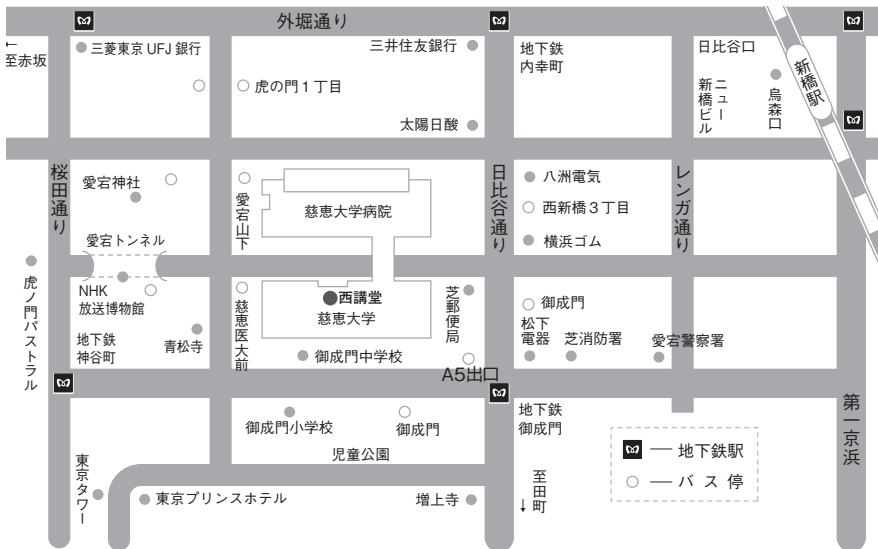 外堀通り
←
至赤坂
三菱東京UFJ銀行
三井住友銀行
地下鉄
内幸町
日比谷口
虎の門1丁目
ニュー
新橋ビル
烏森口
新橋駅
太陽日酸
桜田通り
愛宕神社
愛宕山下
慈恵大学病院
日比谷通り
八洲電気
西新橋3丁目
横浜ゴム
レンガ通り
愛宕トンネル
虎ノ門パストラル
NHK
放送博物館
地下鉄
神谷町
青松寺
慈恵医大前
西講堂
慈恵大学
芝郵便局
御成門
松下
電器
芝消防署
愛宕警察署
御成門中学校
A5出口
第一京浜
御成門小学校
御成門
地下鉄
御成門
児童公園
東京タワー
東京プリンスホテル
増上寺
至田町
↓
地下鉄駅
バス停